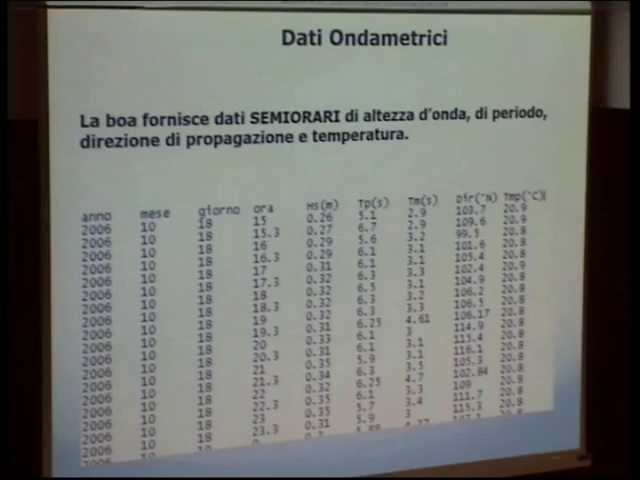 Dati Ondametrici
La boa fornisce dati SEMIORARI di altezza d'onda, di periodo,
direzione di propagazione e temperatura.
anno mese giorno ora Hs(m) Tp(s) Tm(s) Dir(°N) Tmp(°C)
2006 10 18 15 0.26 5.1 2.9 103.7 20.9
2006 10 18 15.3 0.27 6.7 2.9 109.6 20.9
2006 10 18 16 0.29 5.6 3.2 99.5 20.8
2006 10 18 16.3 0.29 6.1 3.1 101.6 20.8
2006 10 18 17 0.31 6.1 3.1 105.4 20.8
2006 10 18 17.3 0.32 6.3 3.3 102.4 20.9
2006 10 18 18 0.32 6.5 3.1 104.9 20.8
2006 10 18 18.3 0.32 6.3 3.2 106.2 20.8
2006 10 18 19 0.32 6.3 3.3 106.5 20.8
2006 10 18 19.3 0.31 6.25 4.61 106.17 20.8
2006 10 18 20 0.33 6.1 3 114.9 20.8
2006 10 18 20.3 0.31 6.1 3.1 115.4 20.8
2006 10 18 21 0.35 5.9 3.1 116.1 20.8
2006 10 18 21.3 0.34 6.3 3.5 105.3 20.8
2006 10 18 22 0.32 6.25 4.7 102.84 20.8
2006 10 18 22.3 0.35 6.1 3.3 109 20.8
2006 10 18 23 0.35 5.7 3.4 111.7 20.8
2006 10 18 23.3 0.31 5.9 3 115.3 20.8
2006 10 18